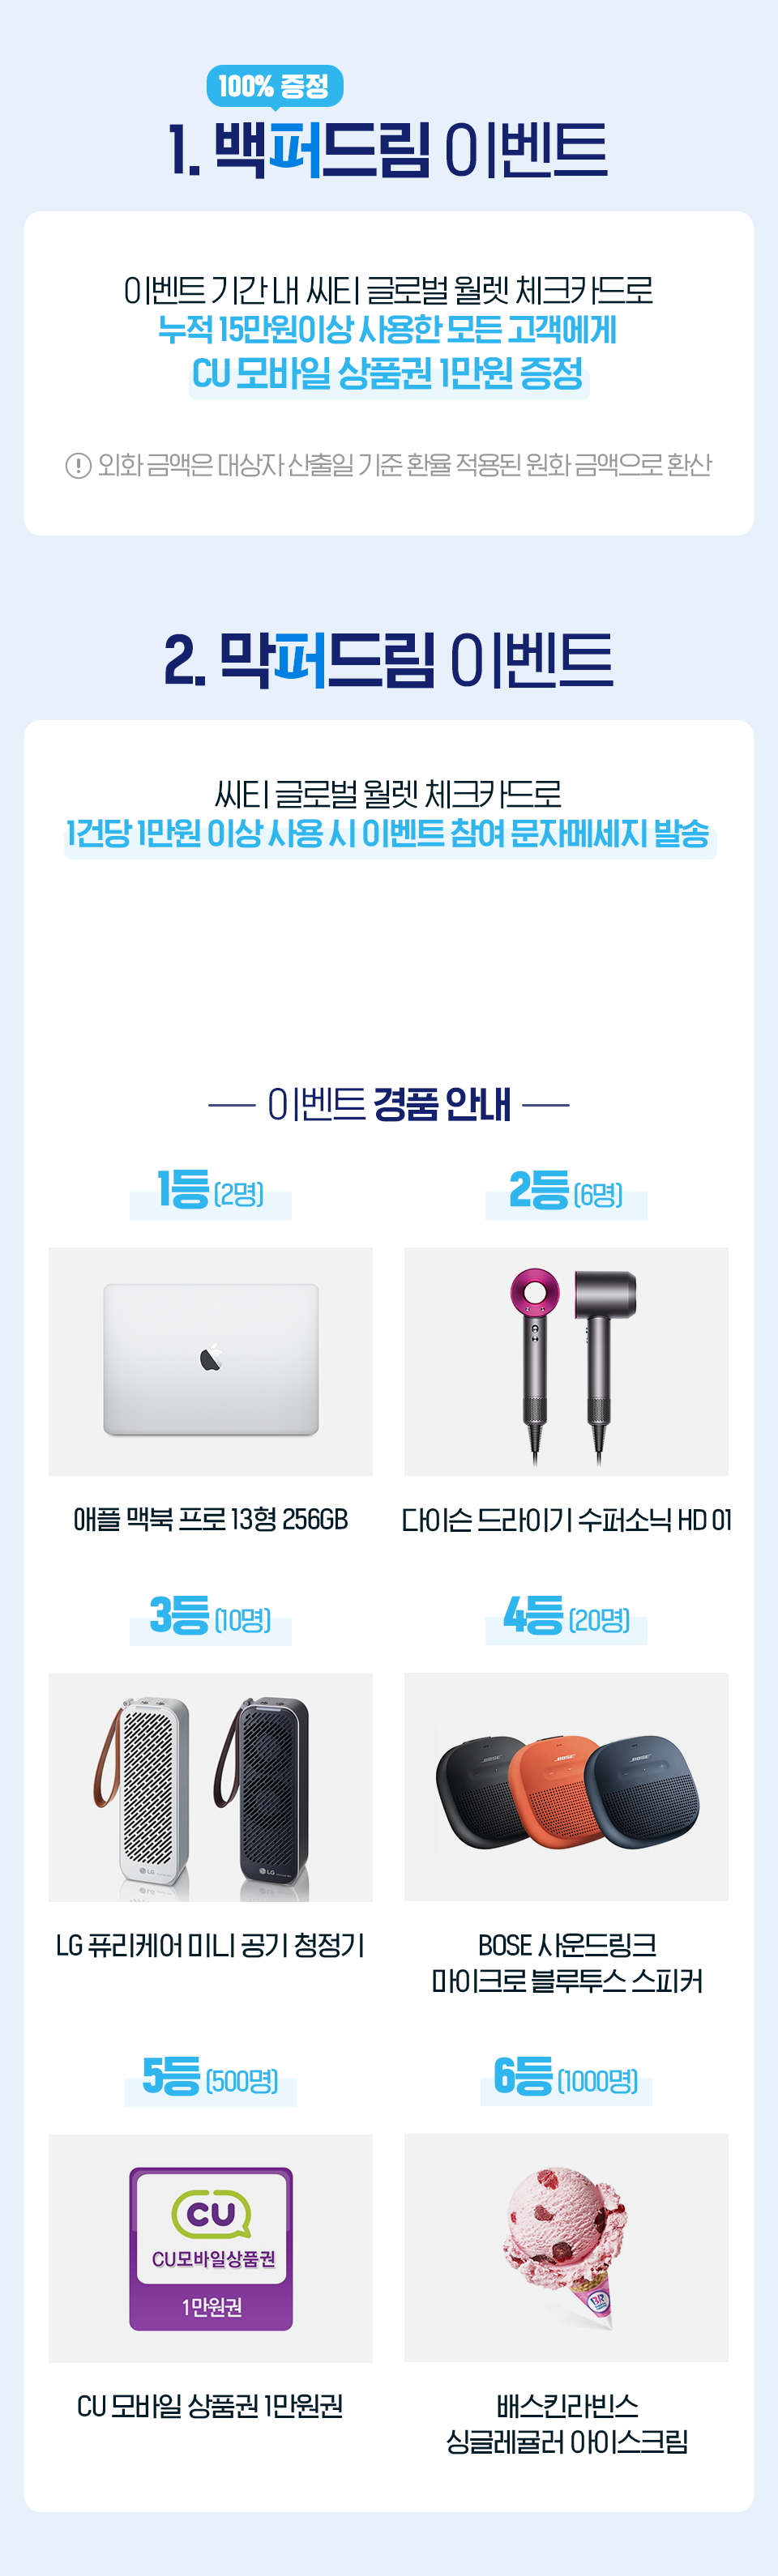 100% 증정
1. 백퍼드림 이벤트
이벤트 기간 내 씨티 글로벌 월렛 체크카드로
누적 15만원이상 사용한 모든 고객에게
CU 모바일 상품권 1만원 증정
! 외화 금액은 대상자 산출일 기준 환율 적용된 원화 금액으로 환산
2. 막퍼드림 이벤트
씨티 글로벌 월렛 체크카드로
1건당 1만원 이상 사용 시 이벤트 참여 문자메세지 발송
이벤트 경품 안내
1등 (2명)
애플 맥북 프로 13형 256GB
2등 (6명)
다이슨 드라이기 수퍼소닉 HD 01
3등 (10명)
LG
LG
LG 퓨리케어 미니 공기 청정기
4등 (20명)
BOSE
BOSE
BOSE
BOSE 사운드링크
마이크로 블루투스 스피커
5등 (500명)
CU
CU모바일상품권
1만원권
CU 모바일 상품권 1만원권
6등 (1000명)
BR
배스킨라빈스
싱글레귤러 아이스크림